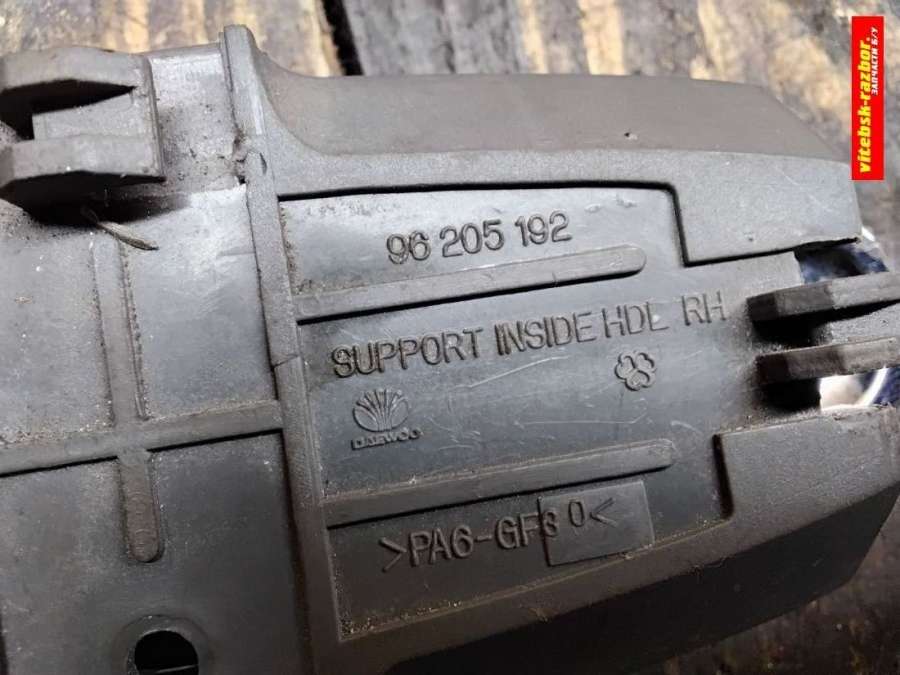 96 205 192
SUPPORT INSIDE HDL RH
DAEWOO
>PA6-GF30<
vitebsk-razbor.
ЗАПЧАСТИ Б/У